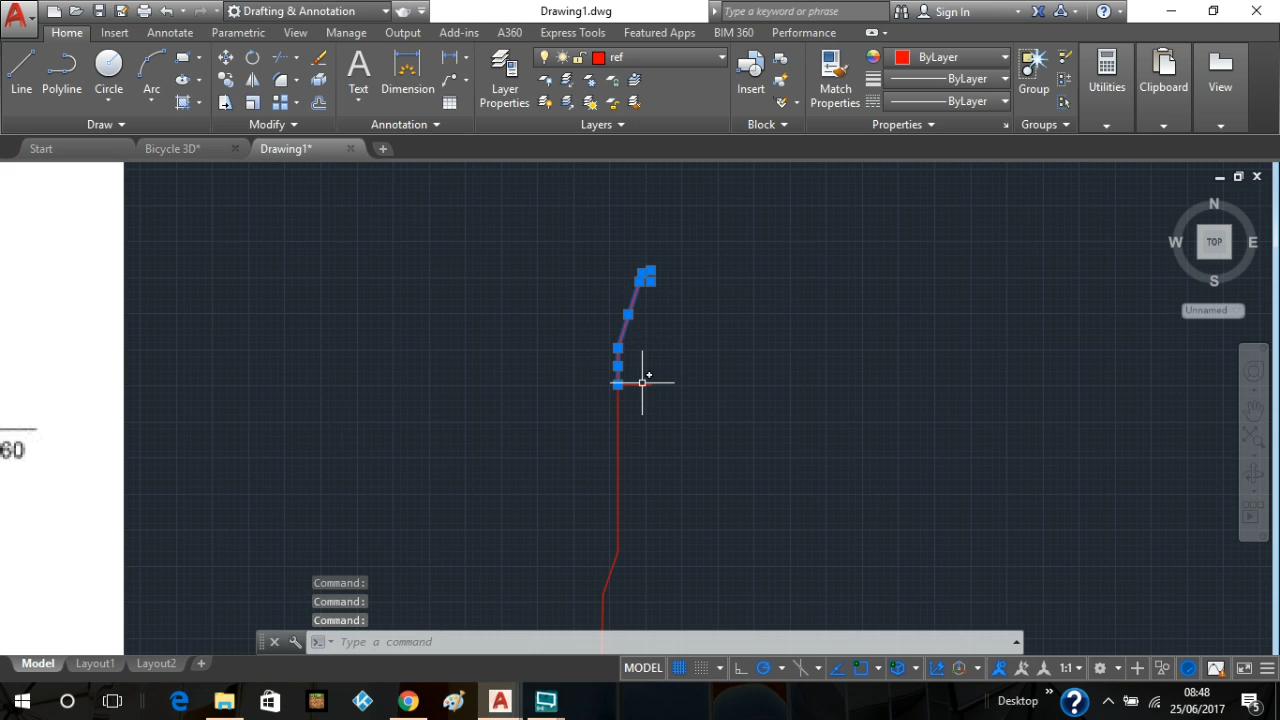 Drafting & Annotation
Drawing1.dwg
Type a keyword or phrase
Sign In
Home
Insert
Annotate
Parametric
View
Manage
Output
Add-ins
A360
Express Tools
Featured Apps
BIM 360
Performance
Line
Polyline
Circle
Arc
Text
Dimension
Layer
Properties
ref
Insert
Match
Properties
ByLayer
ByLayer
ByLayer
Group
Utilities
Clipboard
View
Draw
Modify
Annotation
Layers
Block
Properties
Groups
Start
Bicycle 3D*
Drawing1*
N
W
TOP
E
S
Unnamed
60
Command:
Command:
Command:
Type a command
Model
Layout1
Layout2
MODEL
1:1
Desktop
08:48
25/06/2017
5